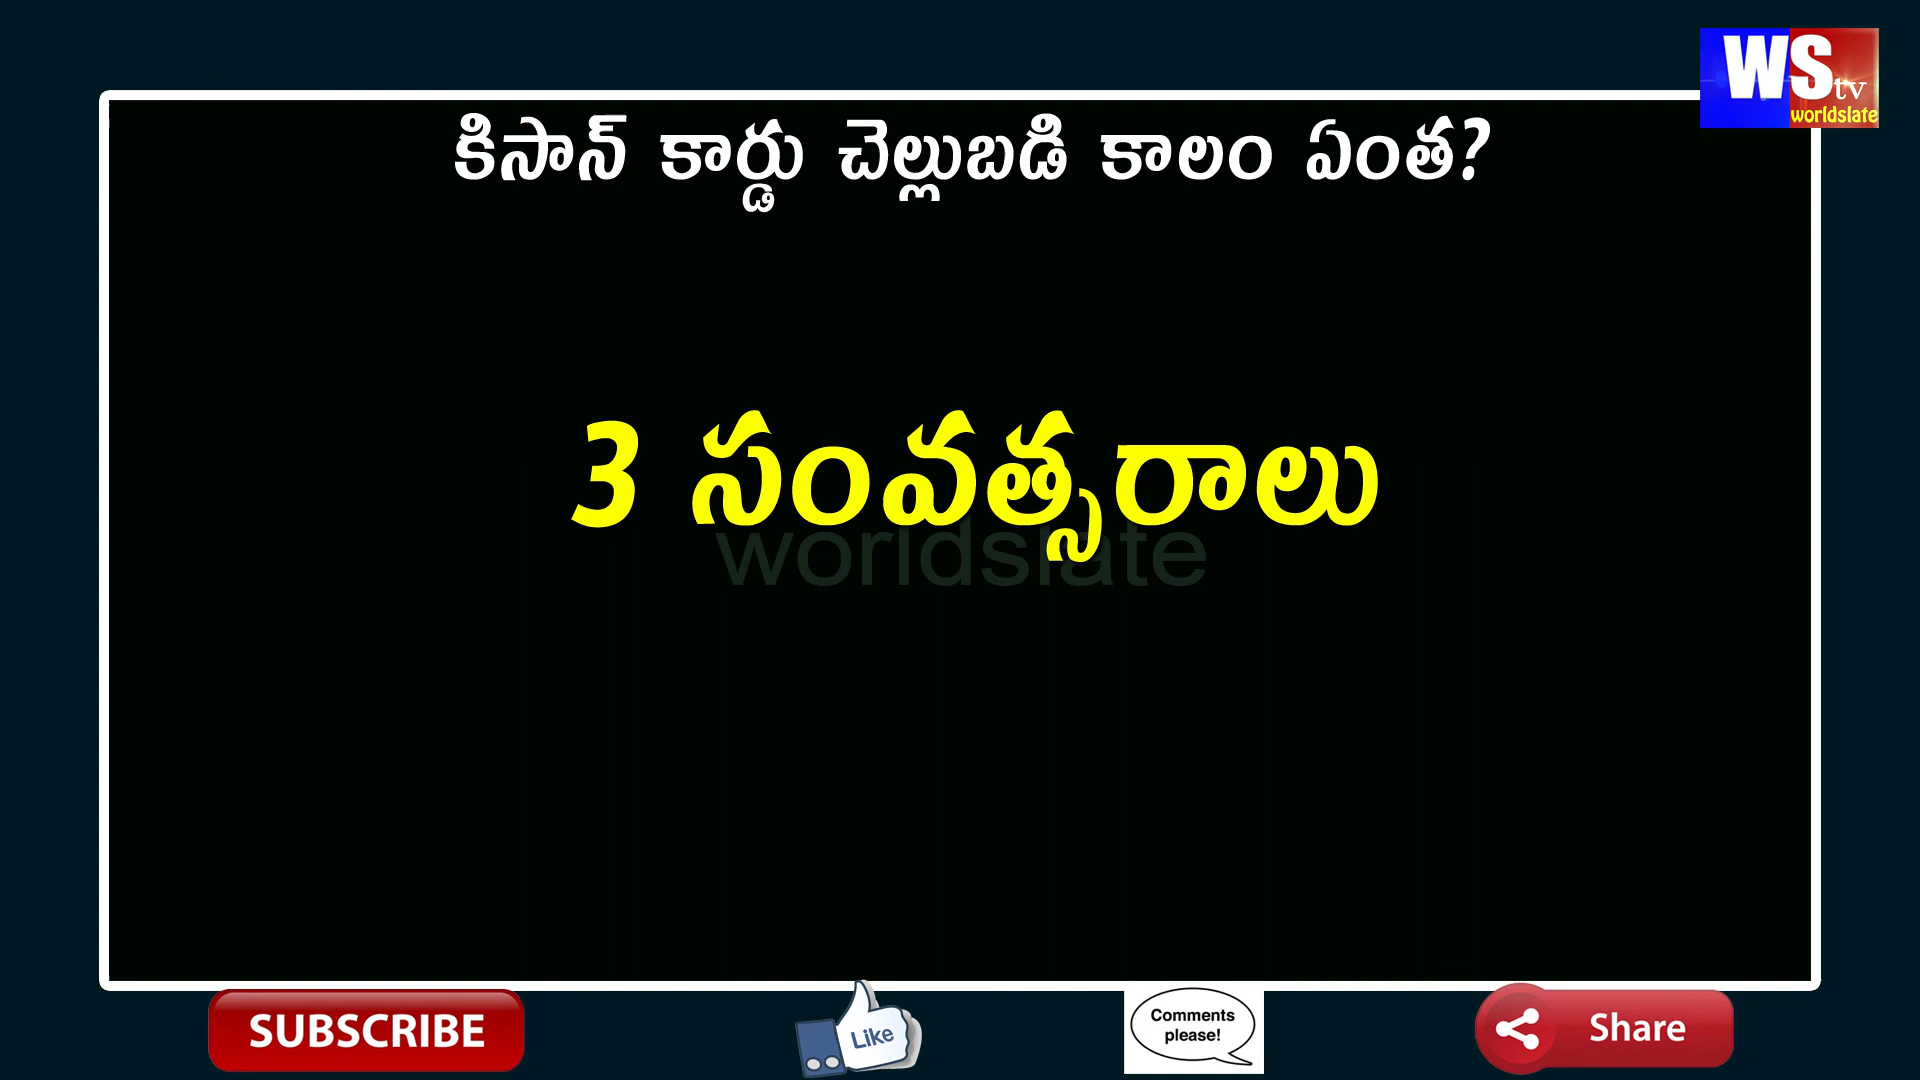 WS tv
worldslate
కిసాన్ కార్డు చెల్లుబడి కాలం ఏంత?
3 సంవత్సరాలు
worldslate
SUBSCRIBE
Like
Comments
please!
Share